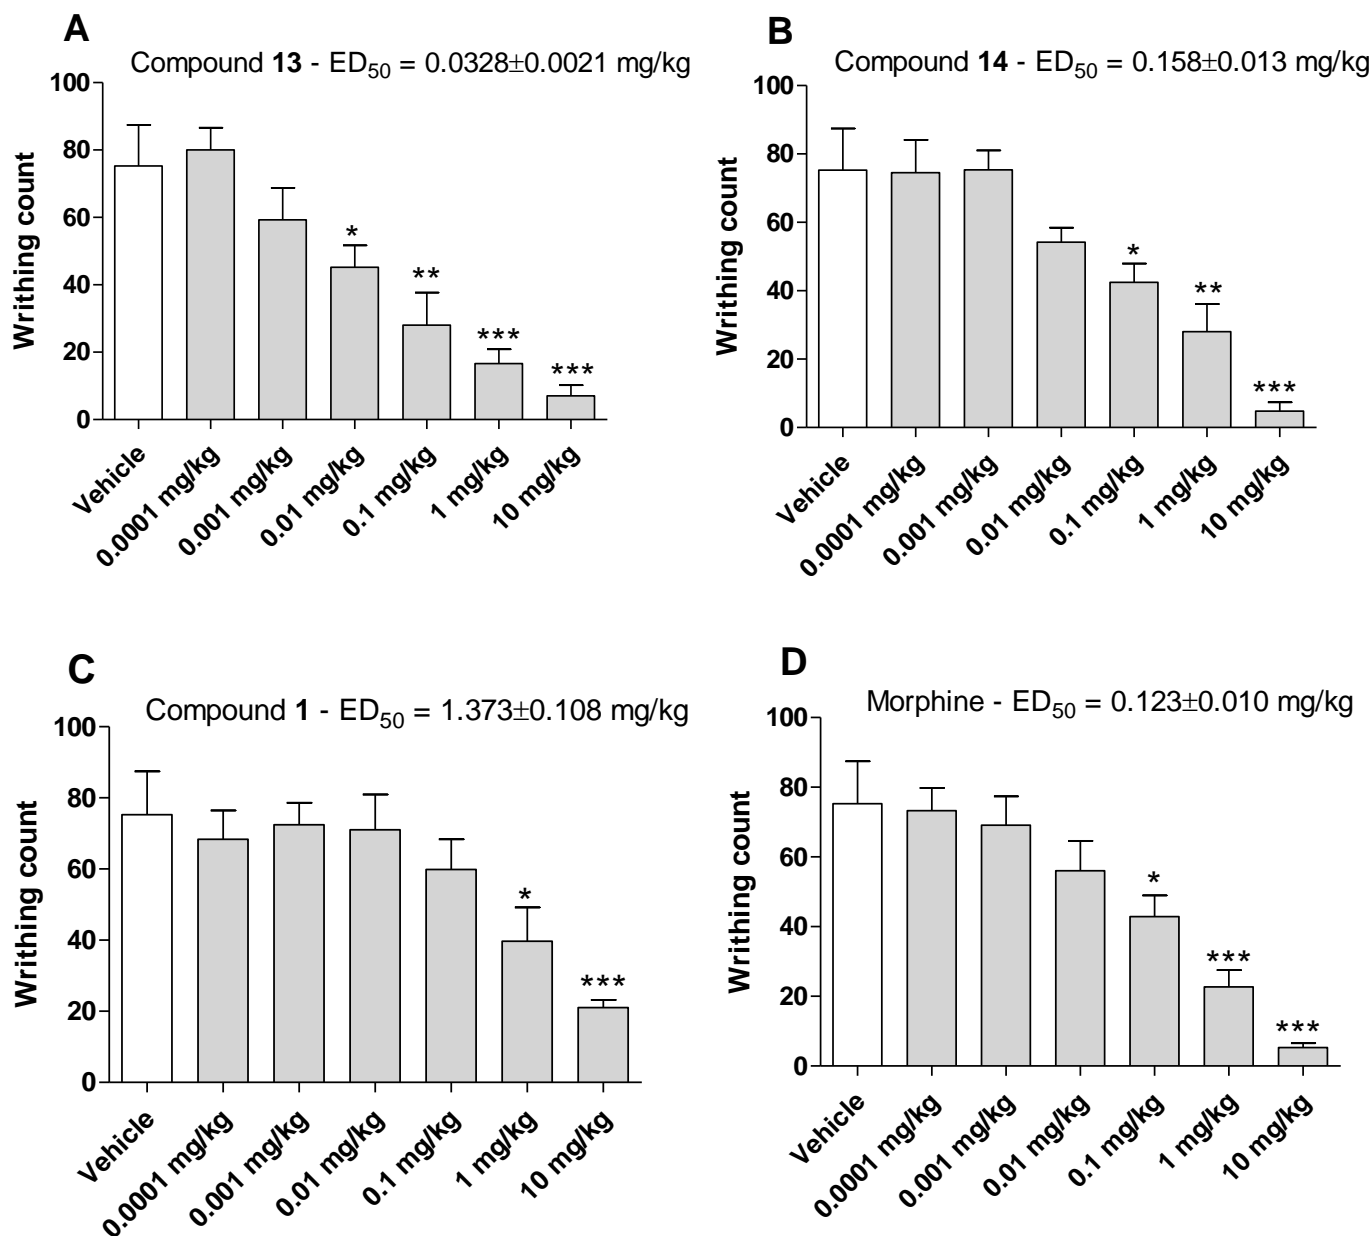 A
Compound 13 - ED50 = 0.0328±0.0021 mg/kg
Writhing count
100
80
60
40
20
0
*
**
***
***
Vehicle
0.0001 mg/kg
0.001 mg/kg
0.01 mg/kg
0.1 mg/kg
1 mg/kg
10 mg/kg
B
Compound 14 - ED50 = 0.158±0.013 mg/kg
Writhing count
100
80
60
40
20
0
*
**
***
Vehicle
0.0001 mg/kg
0.001 mg/kg
0.01 mg/kg
0.1 mg/kg
1 mg/kg
10 mg/kg
C
Compound 1 - ED50 = 1.373±0.108 mg/kg
Writhing count
100
80
60
40
20
0
*
***
Vehicle
0.0001 mg/kg
0.001 mg/kg
0.01 mg/kg
0.1 mg/kg
1 mg/kg
10 mg/kg
D
Morphine - ED50 = 0.123±0.010 mg/kg
Writhing count
100
80
60
40
20
0
*
***
***
Vehicle
0.0001 mg/kg
0.001 mg/kg
0.01 mg/kg
0.1 mg/kg
1 mg/kg
10 mg/kg